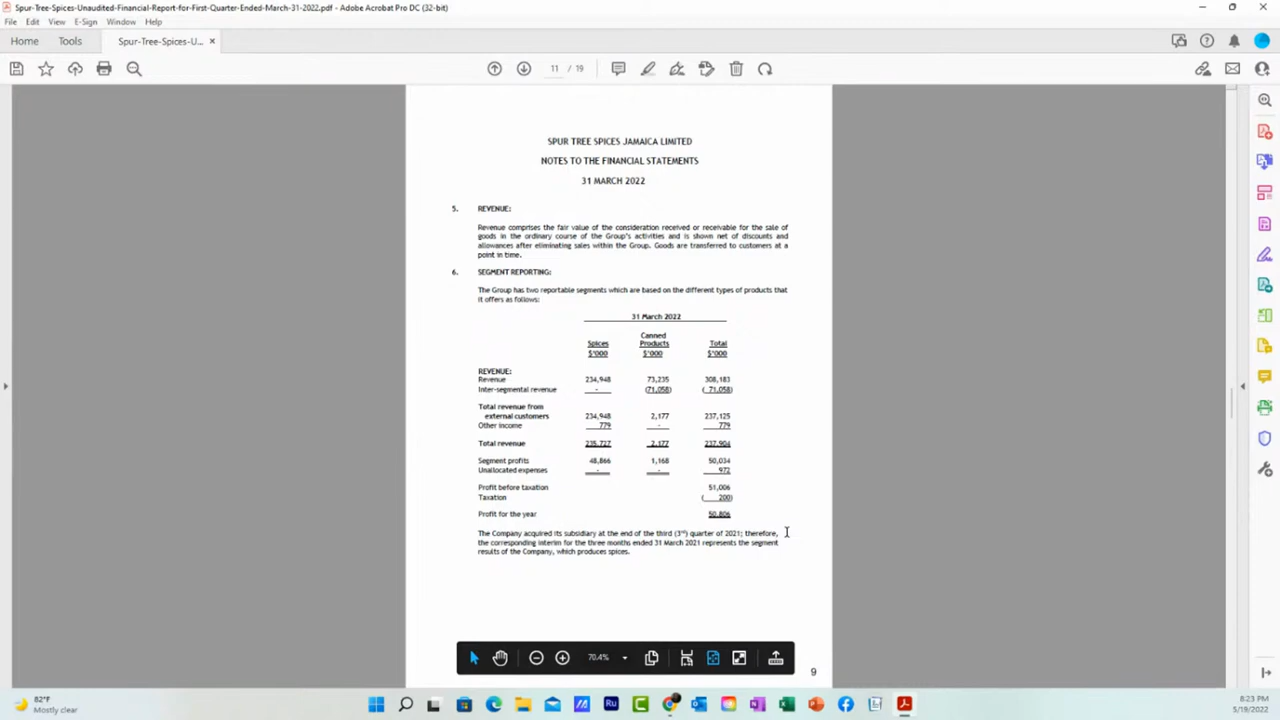 Spur-Tree-Spices-Unaudited-Financial-Report-for-First-Quarter-Ended-March-31-2022.pdf - Adobe Acrobat Pro DC (32-bit)
File Edit View E-Sign Window Help
Home Tools Spur-Tree-Spices-U... ×
11 / 19
SPUR TREE SPICES JAMAICA LIMITED
NOTES TO THE FINANCIAL STATEMENTS
31 MARCH 2022
5. REVENUE:
Revenue comprises the fair value of the consideration received or receivable for the sale of
goods in the ordinary course of the Group's activities and is shown net of discounts and
allowances after eliminating sales within the Group. Goods are transferred to customers at a
point in time.
6. SEGMENT REPORTING:
The Group has two reportable segments which are based on the different types of products that
it offers as follows:
31 March 2022
Canned
Spices Products Total
$'000 $'000 $'000
REVENUE:
Revenue 234,948 73,235 308,183
Inter-segmental revenue - (71,058) ( 71,058)
Total revenue from
external customers 234,948 2,177 237,125
Other income 779 - 779
Total revenue 235,727 2,177 237,904
Segment profits 48,866 1,168 50,034
Unallocated expenses - - 972
Profit before taxation 51,006
Taxation ( 200)
Profit for the year 50,806
The Company acquired its subsidiary at the end of the third (3rd) quarter of 2021; therefore,
the corresponding interim for the three months ended 31 March 2021 represents the segment
results of the Company, which produces spices.
70.4%
9
82°F
Mostly clear
Ru
8:23 PM
5/19/2022